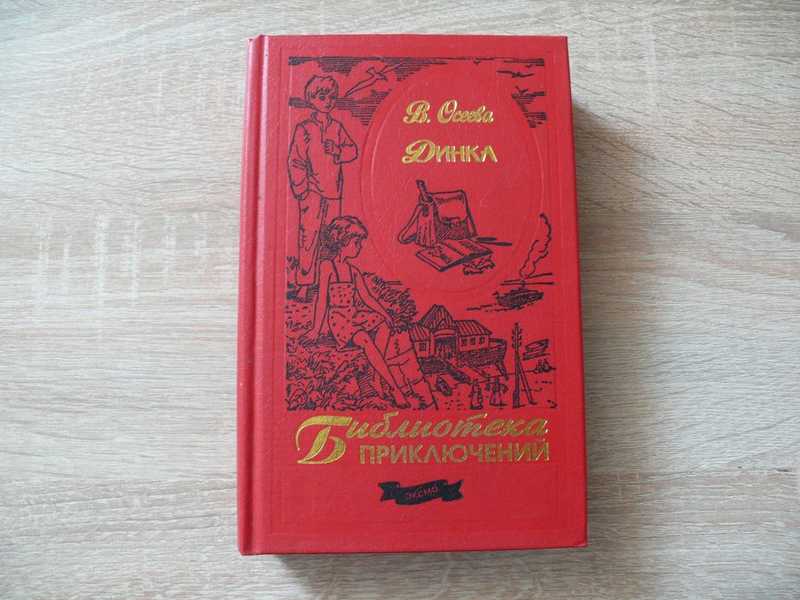 В. Осеева
Динка
Библиотека
ПРИКЛЮЧЕНИЙ
ЭКСМО